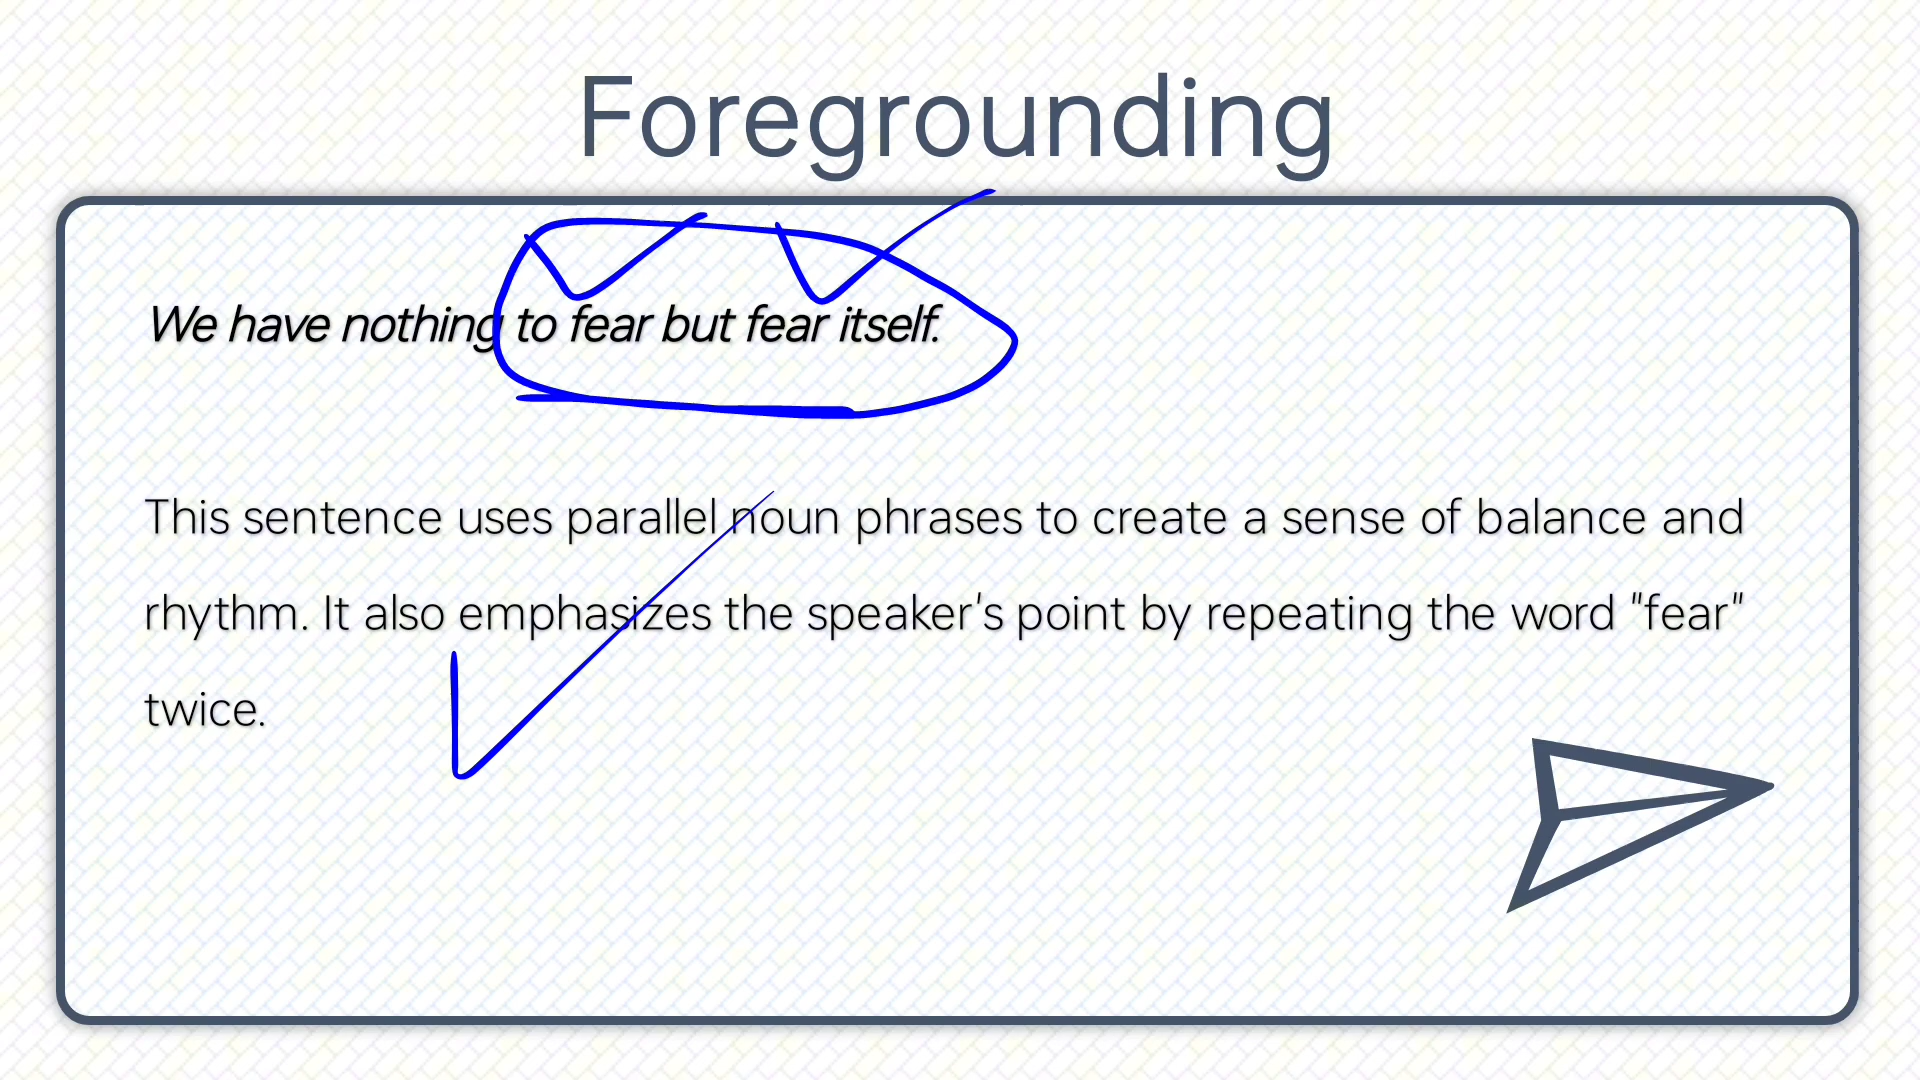 Foregrounding
We have nothing to fear but fear itself.
This sentence uses parallel noun phrases to create a sense of balance and
rhythm. It also emphasizes the speaker's point by repeating the word "fear"
twice.